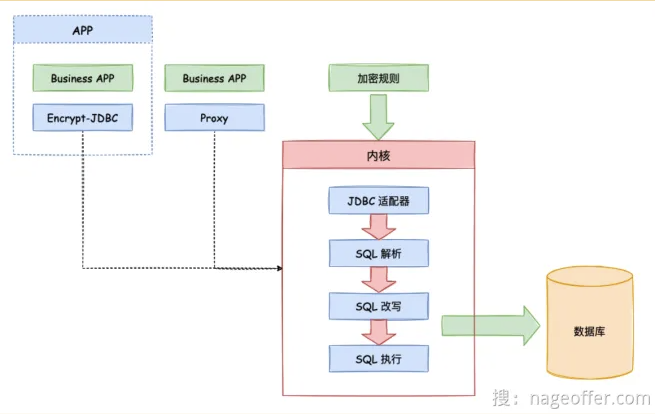 APP
Business APP
Business APP
加密规则
Encrypt-JDBC
Proxy
内核
JDBC 适配器
SQL 解析
SQL 改写
SQL 执行
数据库
搜：nageoffer.com